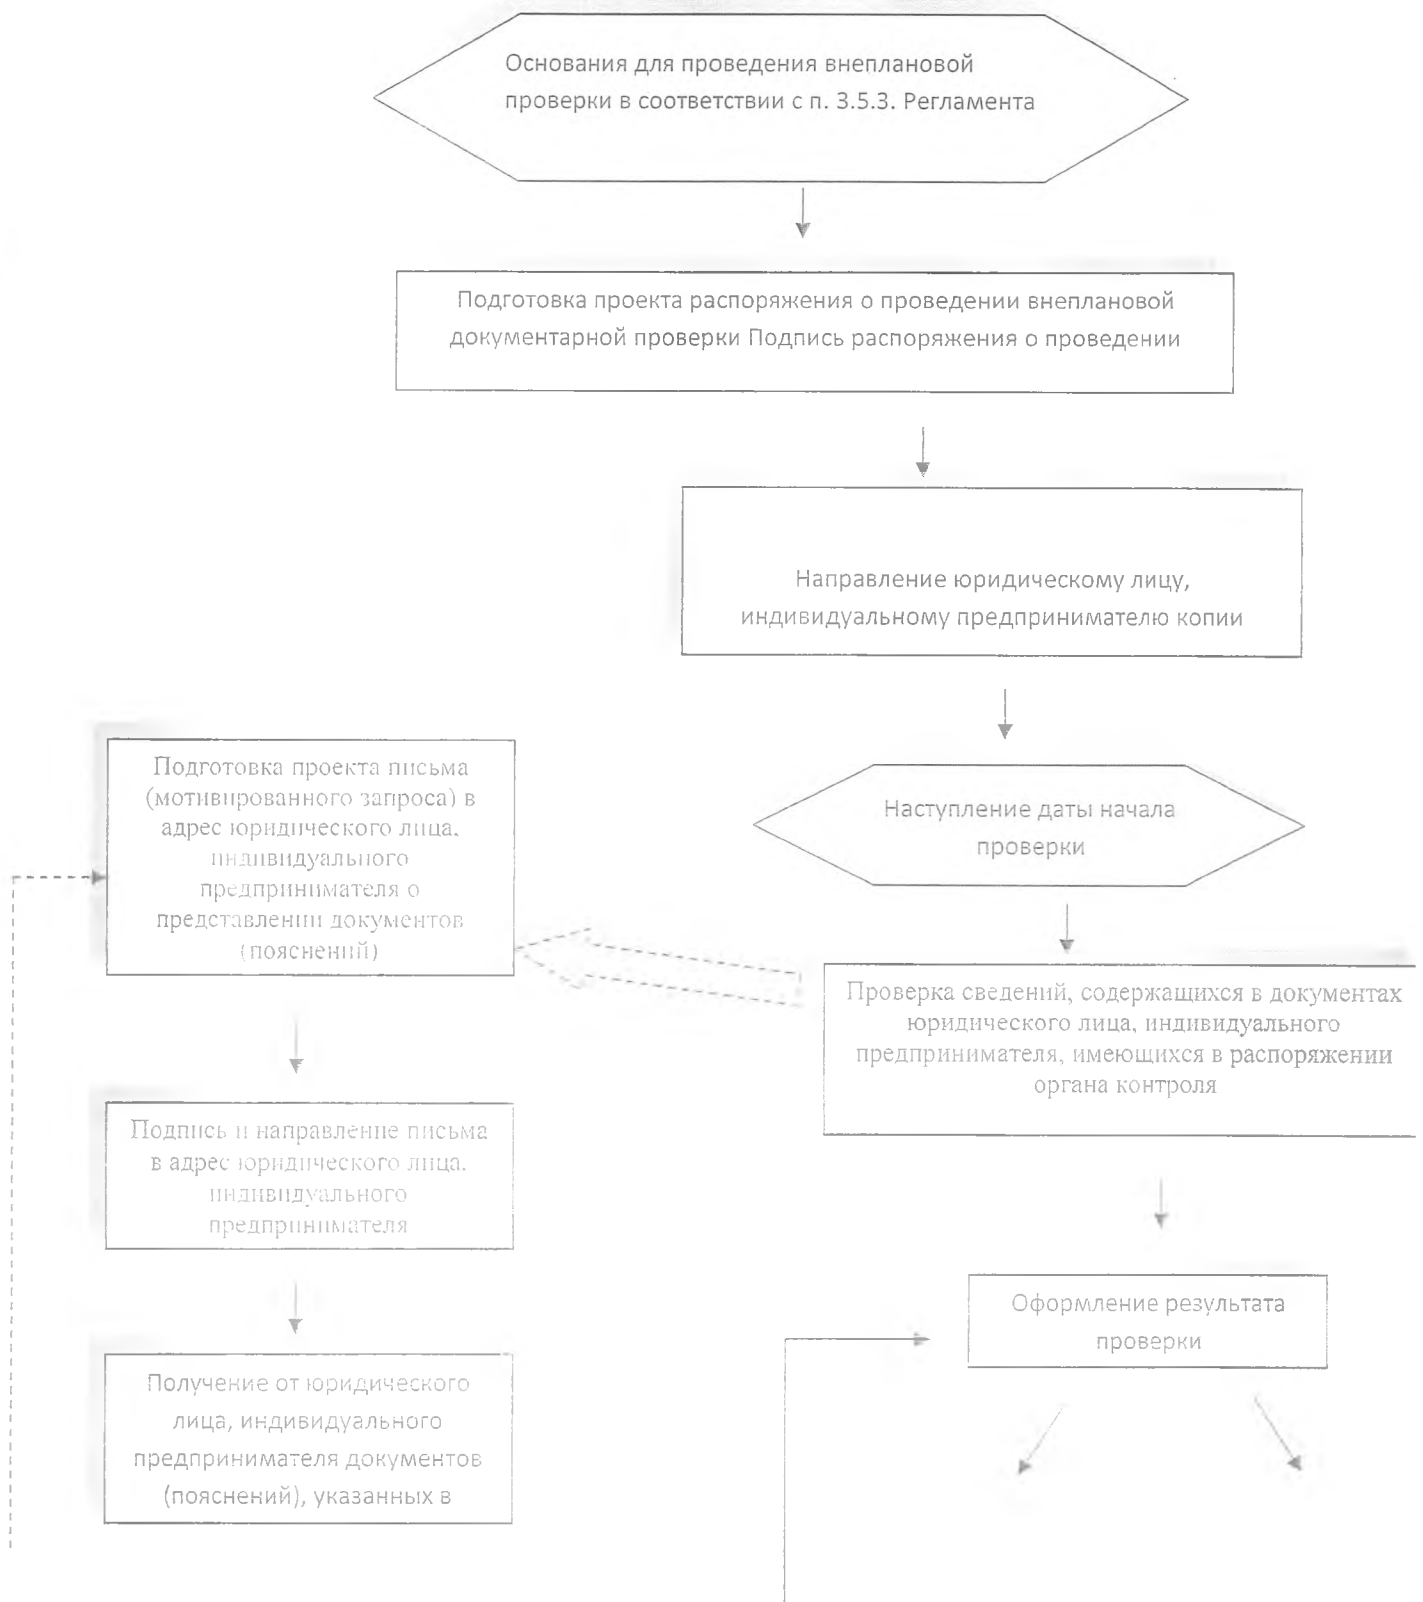 Основания для проведения внеплановой
проверки в соответствии с п. 3.5.3. Регламента
Подготовка проекта распоряжения о проведении внеплановой
документарной проверки Подпись распоряжения о проведении
Направление юридическому лицу,
индивидуальному предпринимателю копии
Наступление даты начала
проверки
Проверка сведений, содержащихся в документах
юридического лица, индивидуального
предпринимателя, имеющихся в распоряжении
органа контроля
Оформление результата
проверки
Подготовка проекта письма
(мотивированного запроса) в
адрес юридического лица,
индивидуального
предпринимателя о
представлении документов
(пояснений)
Подпись и направление письма
в адрес юридического лица,
индивидуального
предпринимателя
Получение от юридического
лица, индивидуального
предпринимателя документов
(пояснений), указанных в